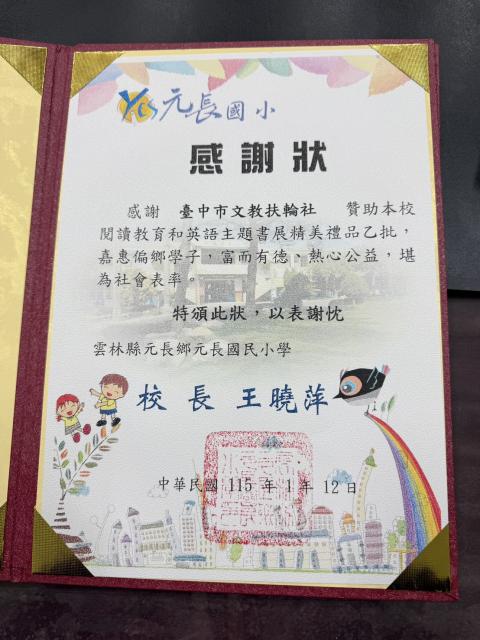 YES元長國小
感謝狀
感謝 臺中市文教扶輪社 贊助本校
閱讀教育和英語主題書展精美禮品乙批，
嘉惠偏鄉學子，富而有德、熱心公益，堪
為社會表率。
特頒此狀，以表謝忱
雲林縣元長鄉元長國民小學
校長 王曉萍
中華民國 115 年 1 年 12 日